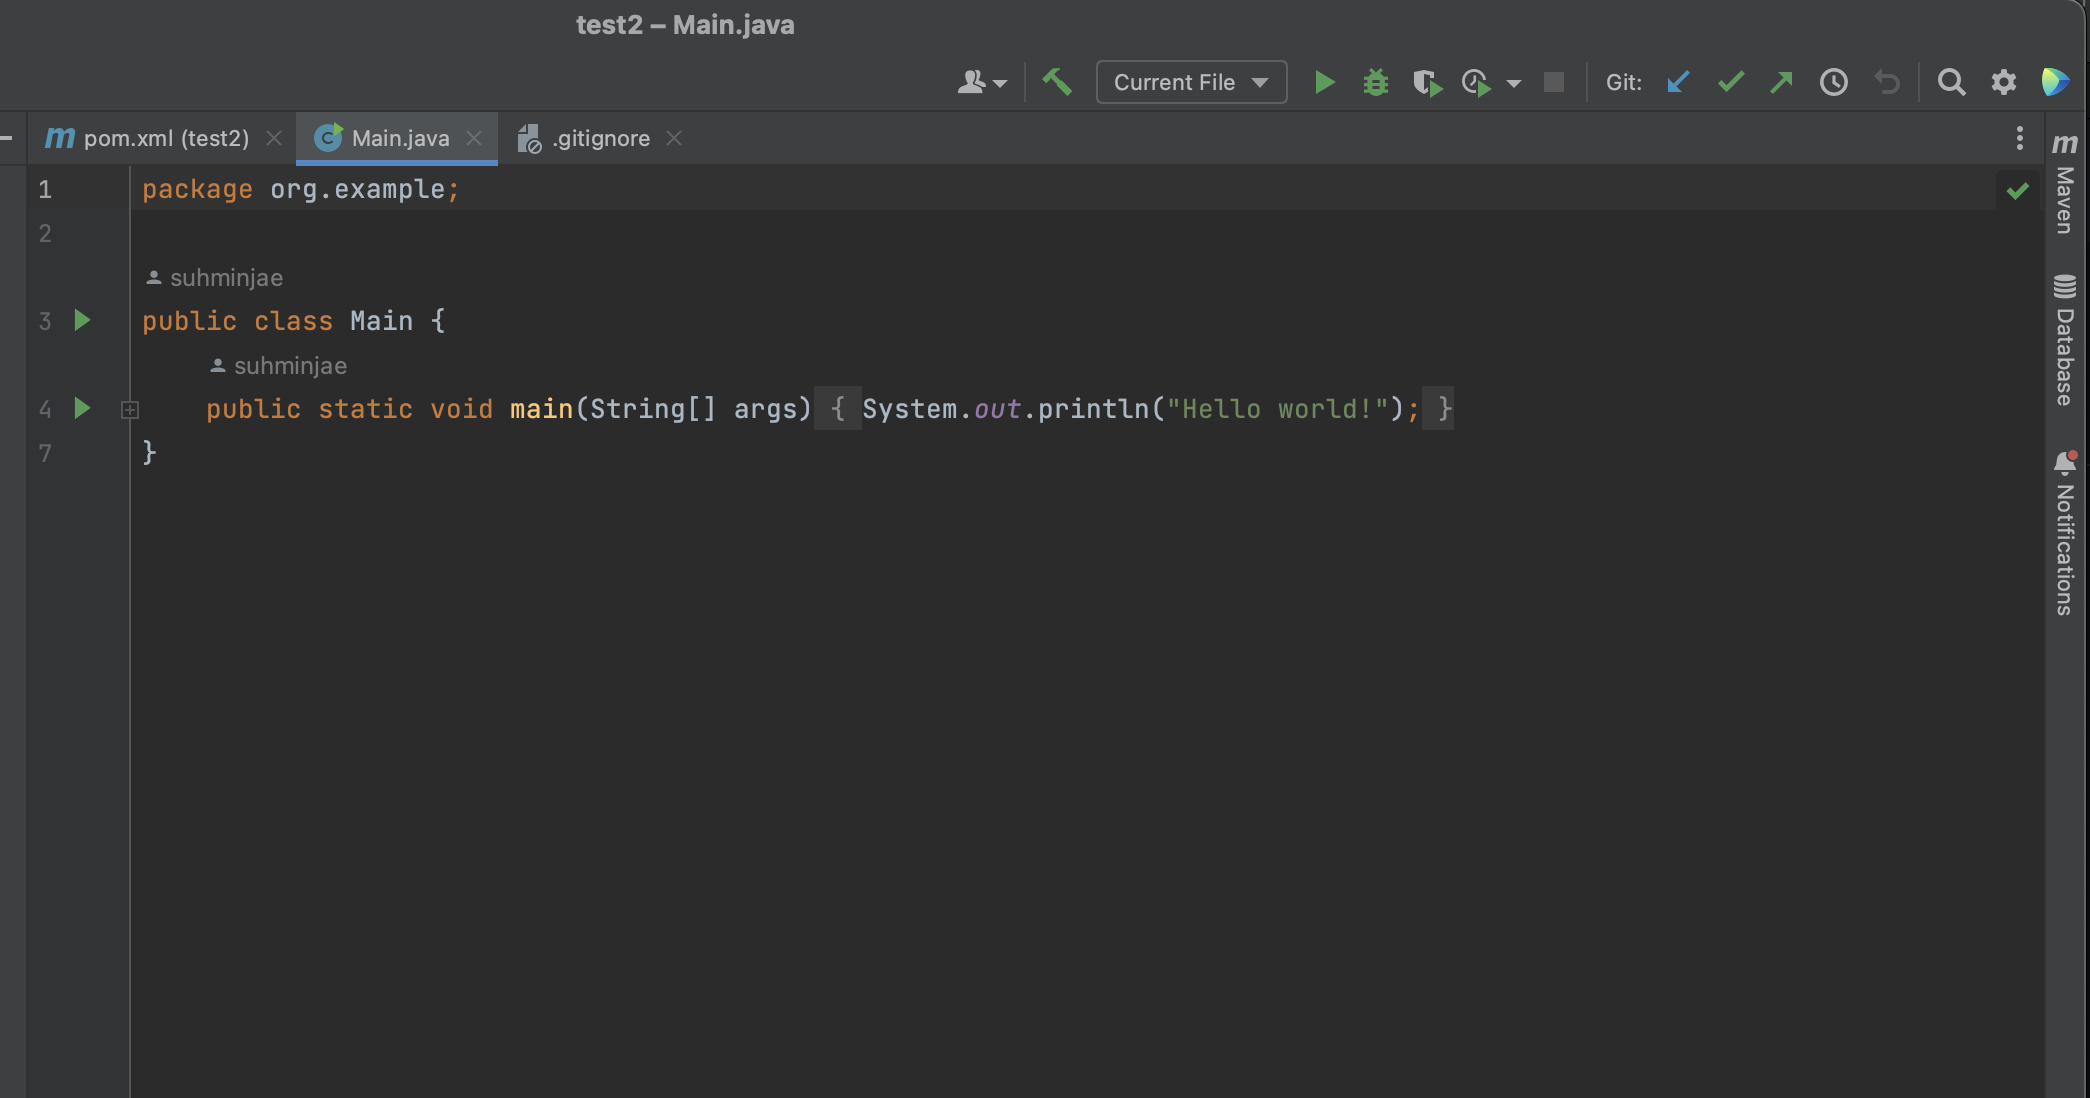 test2 – Main.java
Current File
Git:
pom.xml (test2)
Main.java
.gitignore
1 package org.example;
2
suhminjae
3 public class Main {
suhminjae
4 public static void main(String[] args) { System.out.println("Hello world!"); }
7 }
Maven
Database
Notifications